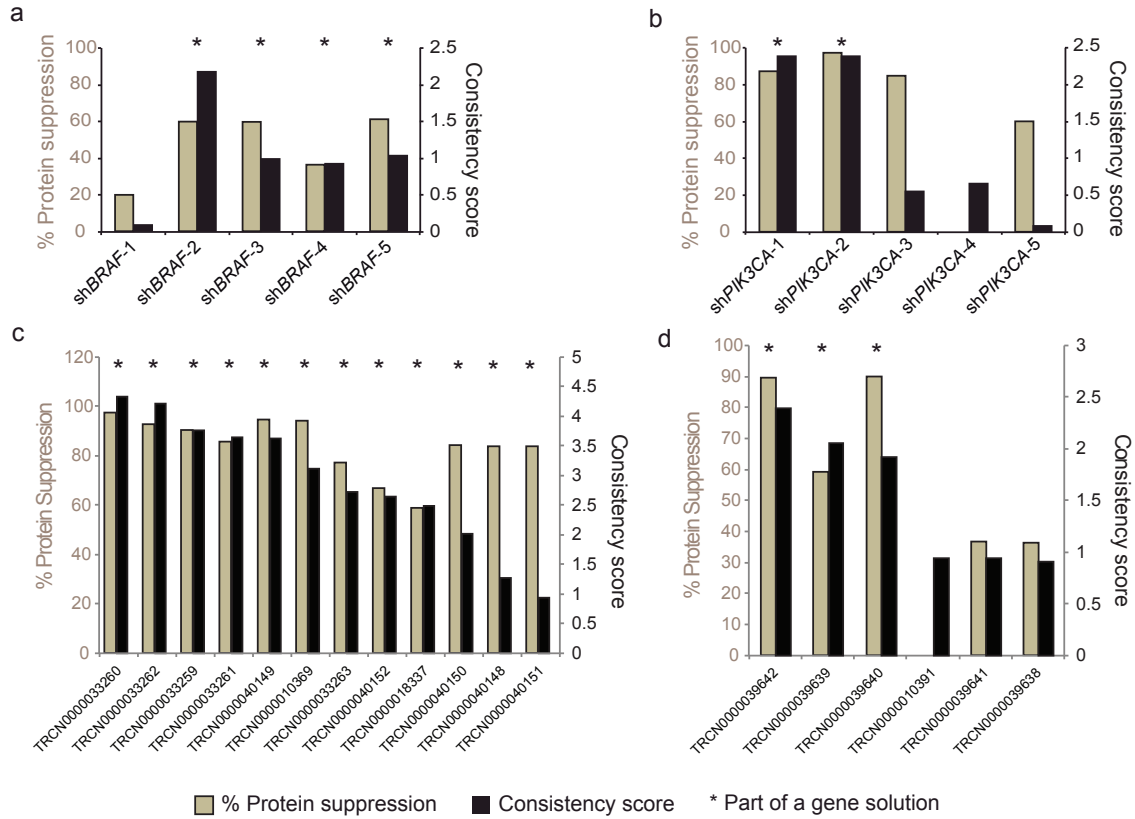 a
% Protein suppression
100
80
60
40
20
0
* * * *
2.5
2
1.5
1
0.5
0
Consistency score
shBRAF-1
shBRAF-2
shBRAF-3
shBRAF-4
shBRAF-5
b
% Protein suppression
100
80
60
40
20
0
* *
2.5
2
1.5
1
0.5
0
Consistency score
shPIK3CA-1
shPIK3CA-2
shPIK3CA-3
shPIK3CA-4
shPIK3CA-5
c
% Protein Suppression
120
100
80
60
40
20
0
* * * * * * * * * * * *
5
4.5
4
3.5
3
2.5
2
1.5
1
0.5
0
Consistency score
TRCN0000033260
TRCN0000033262
TRCN0000033259
TRCN0000033261
TRCN0000040149
TRCN0000010369
TRCN0000033263
TRCN0000040152
TRCN0000018337
TRCN0000040150
TRCN0000040148
TRCN0000040151
d
% Protein Suppression
100
90
80
70
60
50
40
30
20
10
0
* * *
3
2.5
2
1.5
1
0.5
0
Consistency score
TRCN0000039642
TRCN0000039639
TRCN0000039640
TRCN0000010391
TRCN0000039641
TRCN0000039638
% Protein suppression
Consistency score
* Part of a gene solution